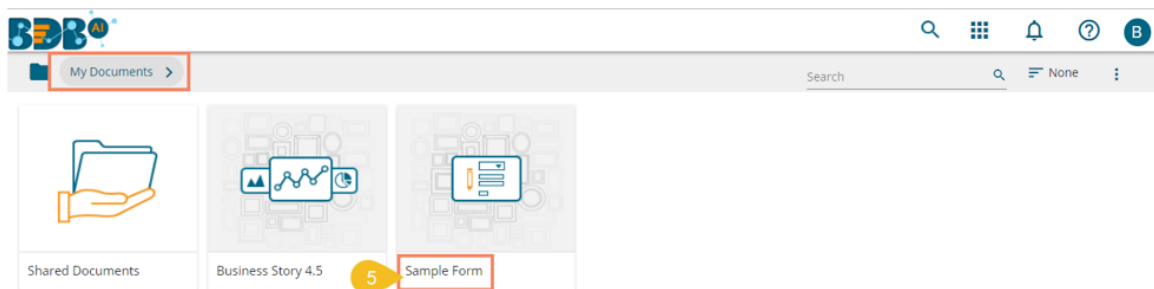 BDB AI
B
My Documents
Search
None
Shared Documents
Business Story 4.5
5
Sample Form